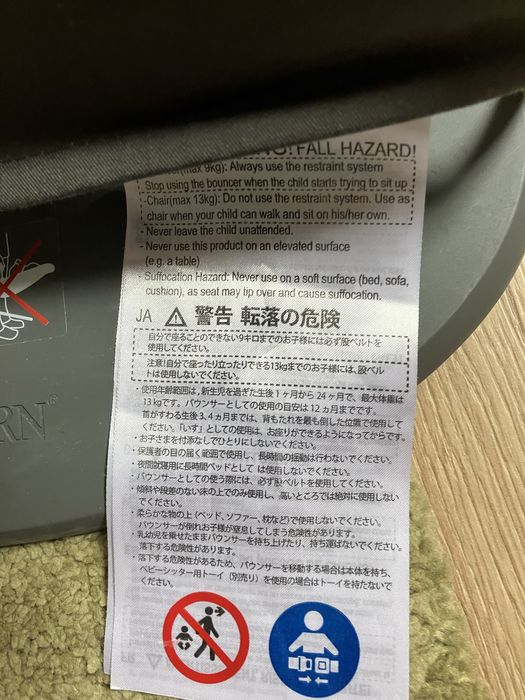 FALL HAZARD!
(max 9kg): Always use the restraint system
Stop using the bouncer when the child starts trying to sit up
-Chair(max 13kg): Do not use the restraint system. Use as
chair when your child can walk and sit on his/her own.
- Never leave the child unattended.
- Never use this product on an elevated surface
(e.g. a table)
- Suffocation Hazard: Never use on a soft surface (bed, sofa,
cushion), as seat may tip over and cause suffocation.
JA 警告 転落の危険
自分で座ることのできない9キロまでのお子様には必ず股ベルトを
使用してください。
注意!自分で座ったり立ったりできる13kgまでのお子様には、股ベル
トは使用しないでください。
・使用年齢範囲は、新生児を過ぎた生後1ヶ月から24ヶ月で、最大体重は
13kgです。バウンサーとしての使用の目安は12ヵ月までです。
首がすわる生後3、4ヵ月までは、背もたれを最も倒した位置で使用して
ください。「いす」としての使用は、お座りができるようになってからです。
・お子さまを付添なしでひとりにしないでください。
・保護者の目の届く範囲で使用し、長時間の揺動は行わないでください。
・夜間就寝用に長時間ベッドとしては使用しないでください。
・バウンサーとしての使う際には、必ず股ベルトを使用してください。
・傾斜や段差のない床の上でのみ使用し、高いところでは絶対に使用しない
でください。
・柔らかな物の上(ベッド、ソファー、枕など)で使用しないでください。
バウンサーが倒れお子様が窒息してしまう危険性があります。
・乳幼児を乗せたままバウンサーを持ち上げたり、持ち運ばないでください。
落下する危険性があります。
・落下する危険性があるため、バウンサーを移動する場合は本体を持ち、
ベビーシッター用トーイ(別売り)を使用の場合はトーイを持たないで
ください。
RN